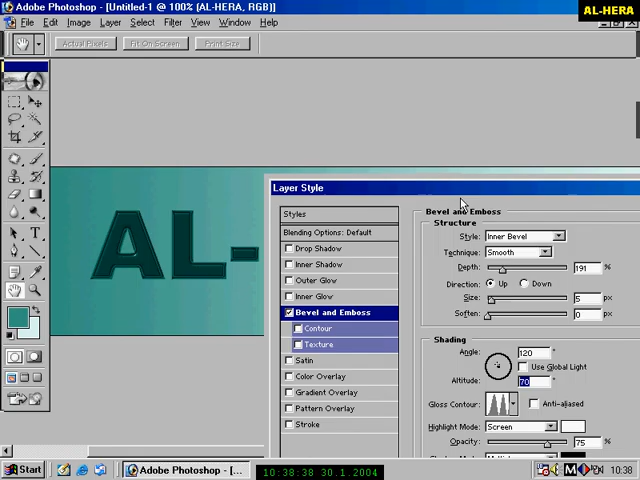 Adobe Photoshop - [Untitled-1 @ 100% (AL-HERA, RGB)]
AL-HERA
File Edit Image Layer Select Filter View Window Help
Actual Pixels Fit On Screen Print Size
AL-
Layer Style
Styles
Blending Options: Default
Drop Shadow
Inner Shadow
Outer Glow
Inner Glow
Bevel and Emboss
Contour
Texture
Satin
Color Overlay
Gradient Overlay
Pattern Overlay
Stroke
Bevel and Emboss
Structure
Style: Inner Bevel
Technique: Smooth
Depth: 191 %
Direction: Up Down
Size: 5 px
Soften: 0 px
Shading
Angle: 120 °
Use Global Light
Altitude: 70 °
Gloss Contour: Anti-aliased
Highlight Mode: Screen
Opacity: 75 %
Start
Adobe Photoshop - [...
10:38:38 30.1.2004
10:38